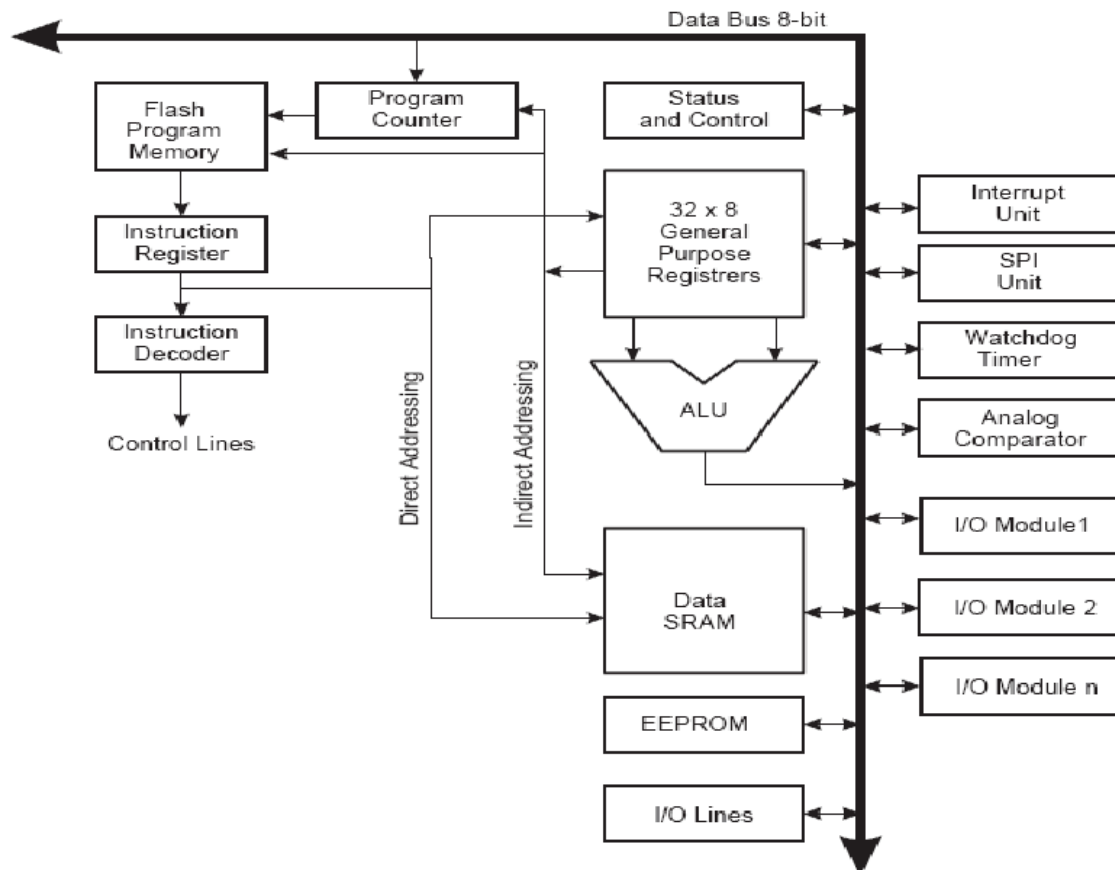 Data Bus 8-bit
Flash
Program
Memory
Program
Counter
Status
and Control
Interrupt
Unit
32 x 8
General
Purpose
Registrers
Instruction
Register
SPI
Unit
Instruction
Decoder
Watchdog
Timer
ALU
Analog
Comparator
Control Lines
Direct Addressing
Indirect Addressing
I/O Module1
Data
SRAM
I/O Module 2
I/O Module n
EEPROM
I/O Lines